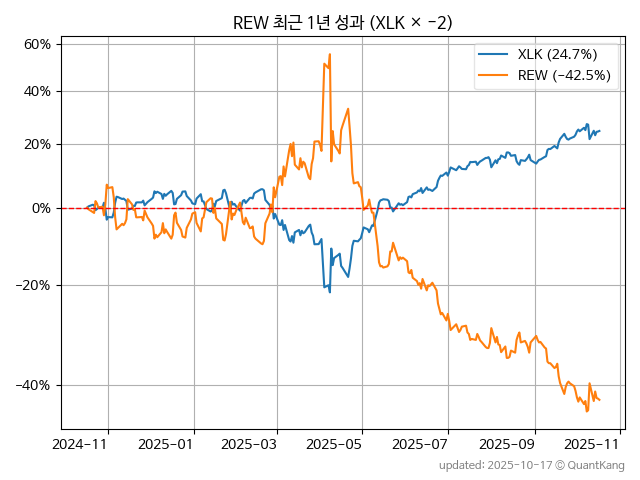 REW 최근 1년 성과 (XLK × -2)
XLK (24.7%)
REW (-42.5%)
60%
40%
20%
0%
-20%
-40%
2024-11 2025-01 2025-03 2025-05 2025-07 2025-09 2025-11
updated: 2025-10-17 © QuantKang